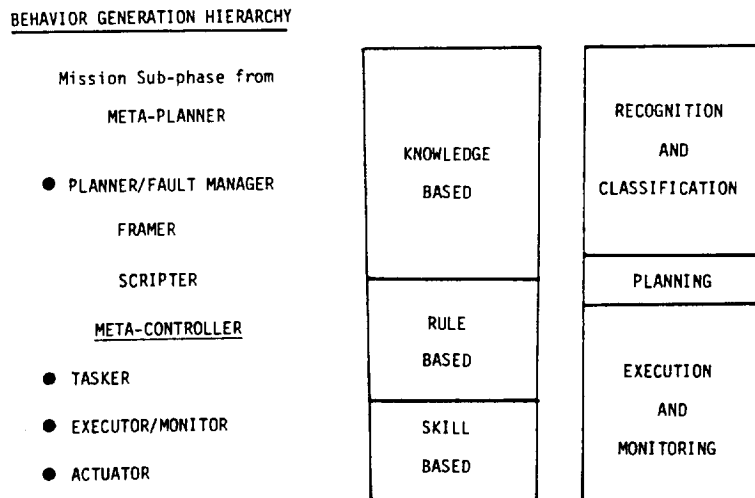 BEHAVIOR GENERATION HIERARCHY
Mission Sub-phase from
META-PLANNER
● PLANNER/FAULT MANAGER
FRAMER
SCRIPTER
META-CONTROLLER
● TASKER
● EXECUTOR/MONITOR
● ACTUATOR
KNOWLEDGE
BASED
RULE
BASED
SKILL
BASED
RECOGNITION
AND
CLASSIFICATION
PLANNING
EXECUTION
AND
MONITORING